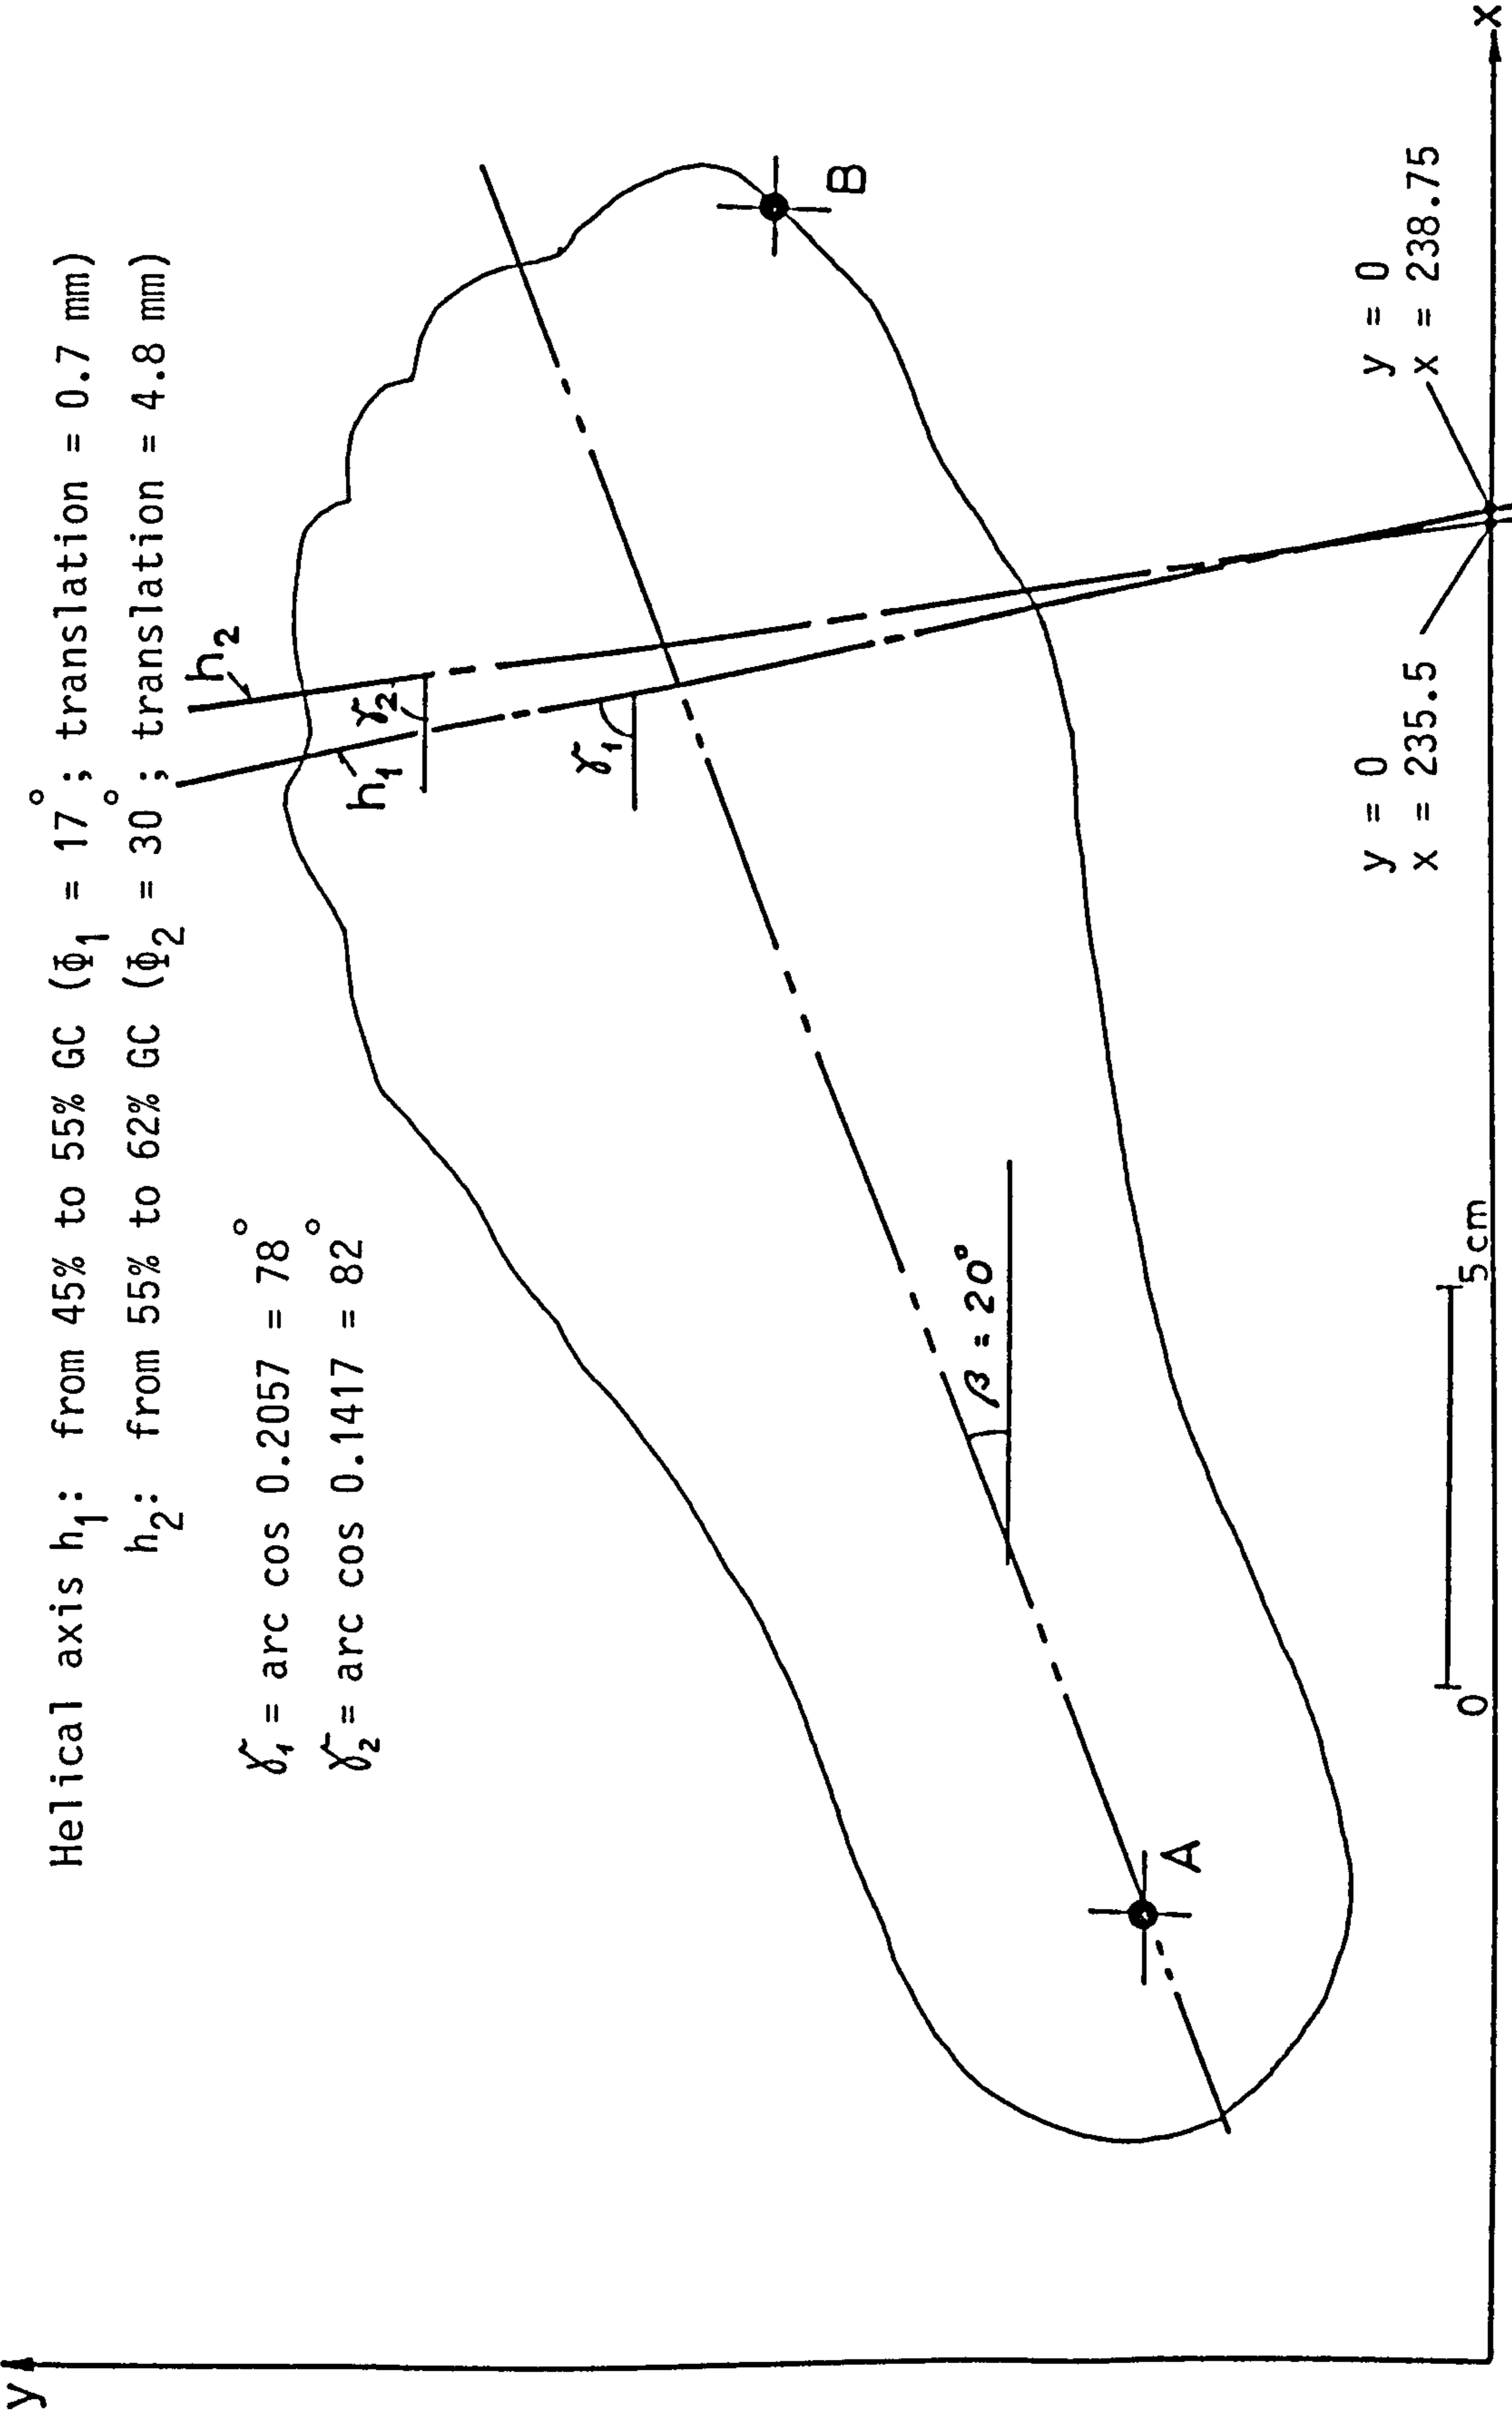 Helical axis h₁: from 45% to 55% GC (Φ₁ = 17°; translation = 0.7 mm)
h₂: from 55% to 62% GC (Φ₂ = 30°; translation = 4.8 mm)
γ₁ = arc cos 0.2057 = 78°
γ₂ = arc cos 0.1417 = 82°
y
h₂
h₁
γ₂
γ₁
B
β = 20°
A
y = 0
x = 235.5
y = 0
x = 238.75
0
5 cm
x